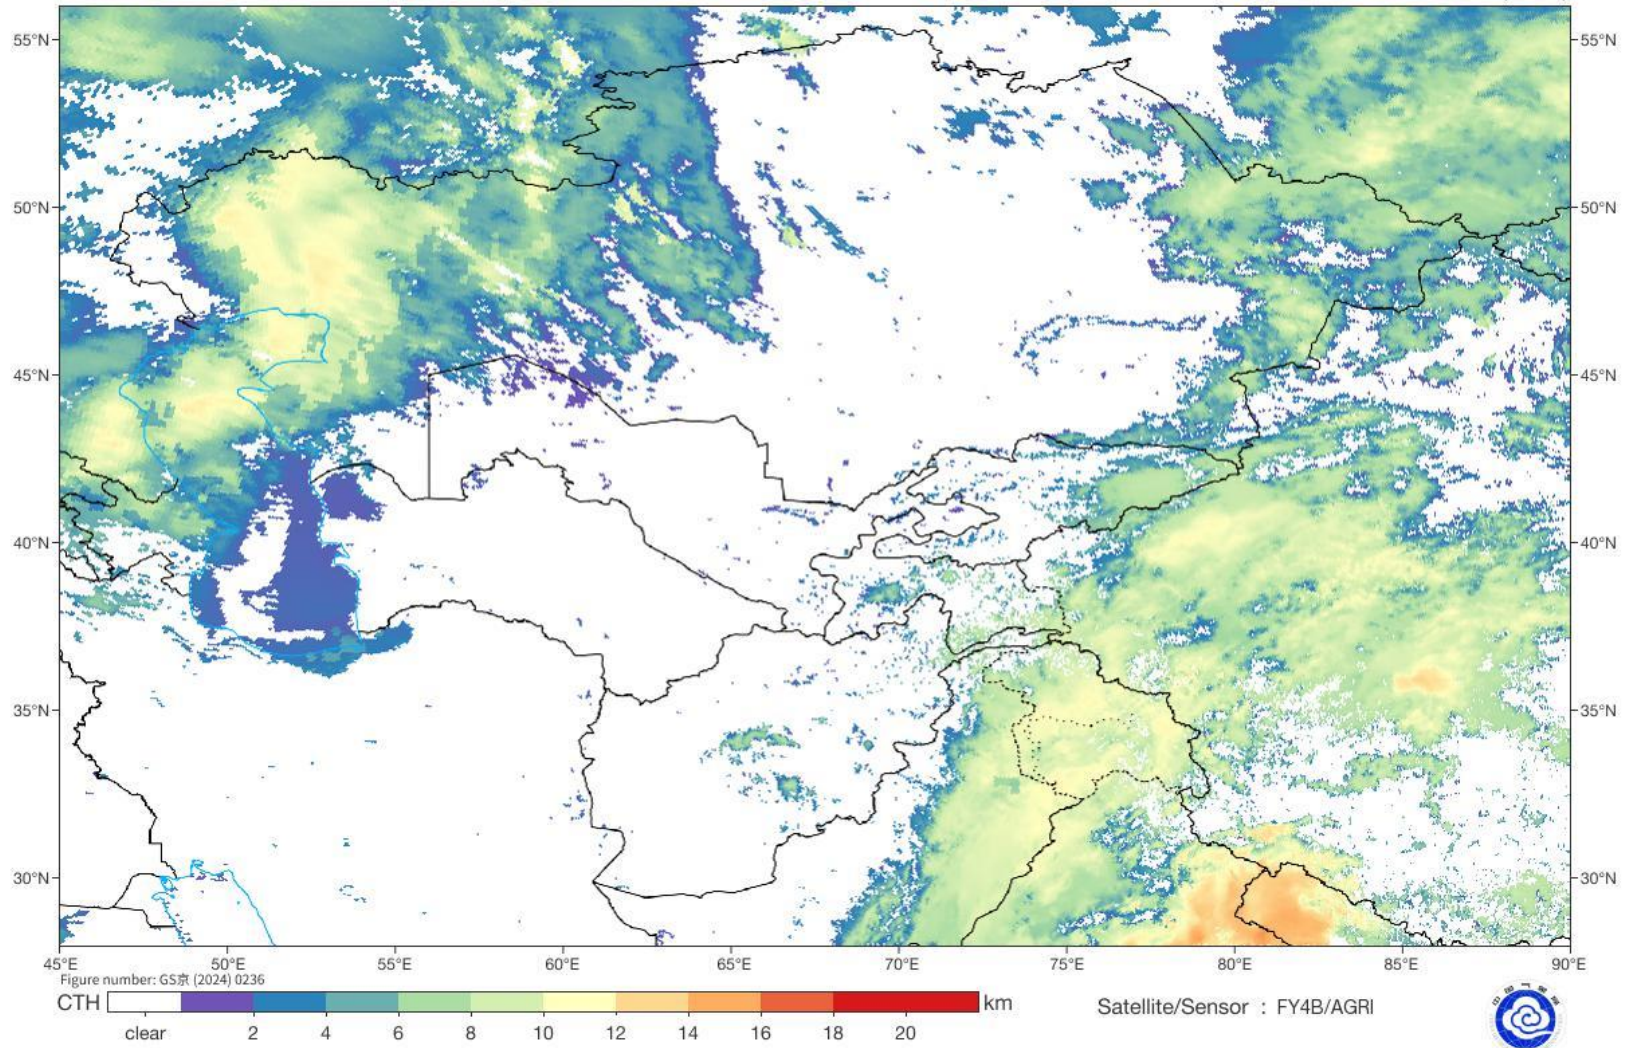 55°N 55°N
50°N 50°N
45°N 45°N
40°N 40°N
35°N 35°N
30°N 30°N
45°E 50°E 55°E 60°E 65°E 70°E 75°E 80°E 85°E 90°E
Figure number: GS京 (2024) 0236
CTH km Satellite/Sensor : FY4B/AGRI
clear 2 4 6 8 10 12 14 16 18 20